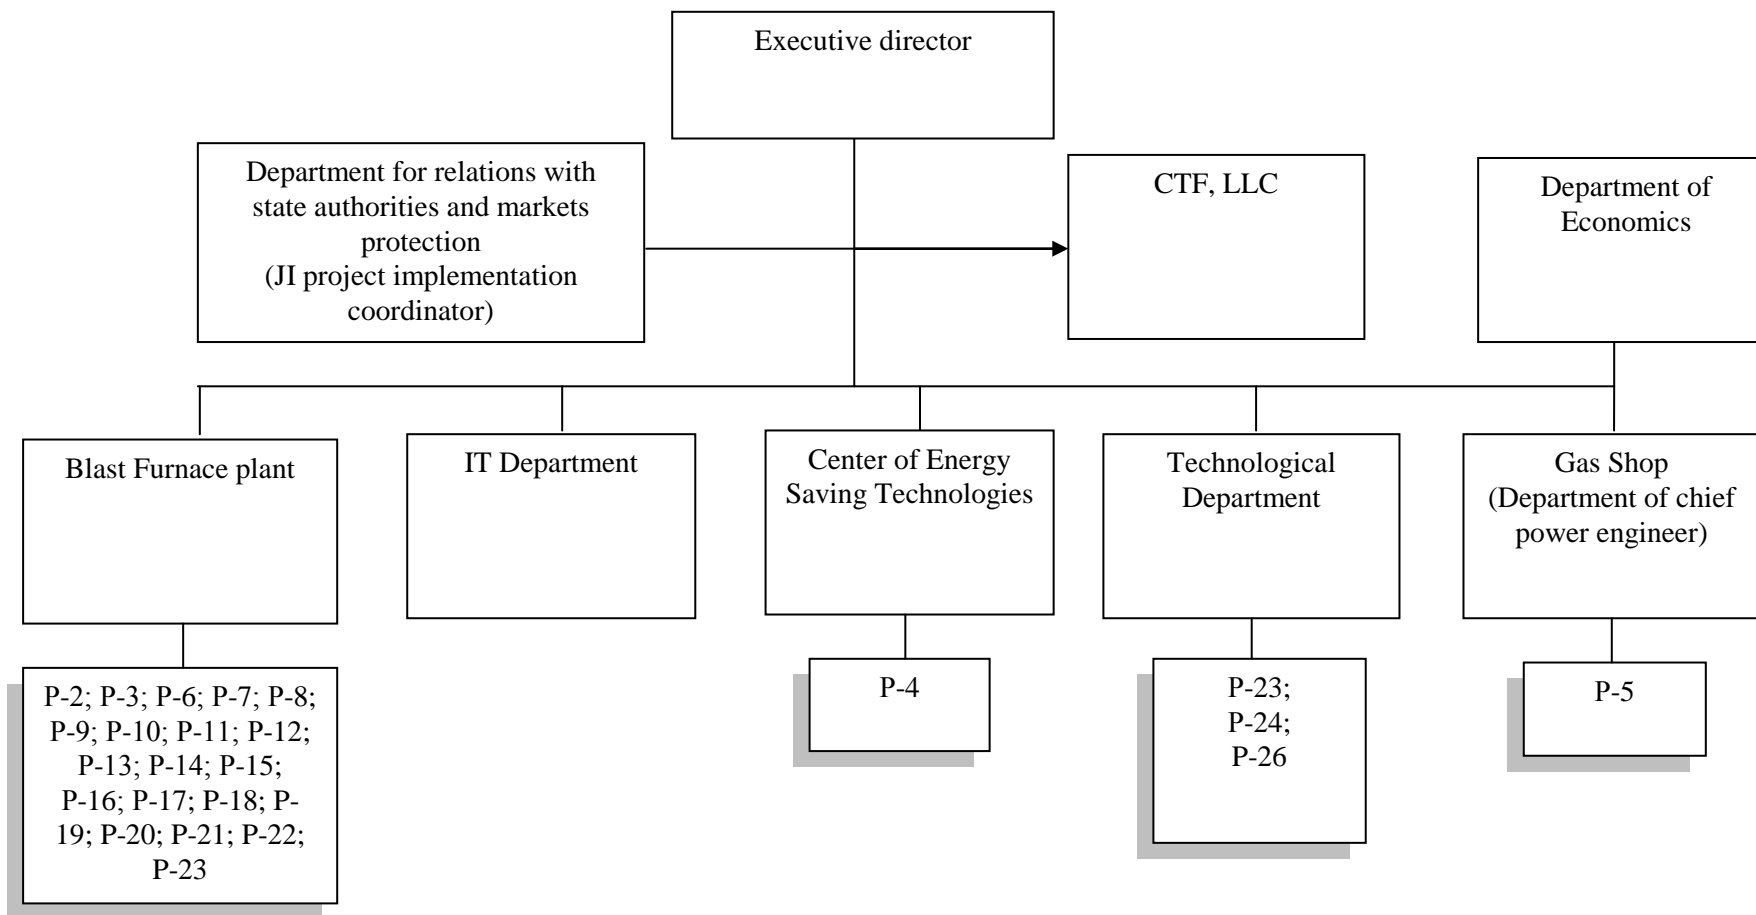 Executive director
Department for relations with
state authorities and markets
protection
(JI project implementation
coordinator)
CTF, LLC
Department of
Economics
Blast Furnace plant
IT Department
Center of Energy
Saving Technologies
Technological
Department
Gas Shop
(Department of chief
power engineer)
P-2; P-3; P-6; P-7; P-8;
P-9; P-10; P-11; P-12;
P-13; P-14; P-15;
P-16; P-17; P-18; P-
19; P-20; P-21; P-22;
P-23
P-4
P-23;
P-24;
P-26
P-5